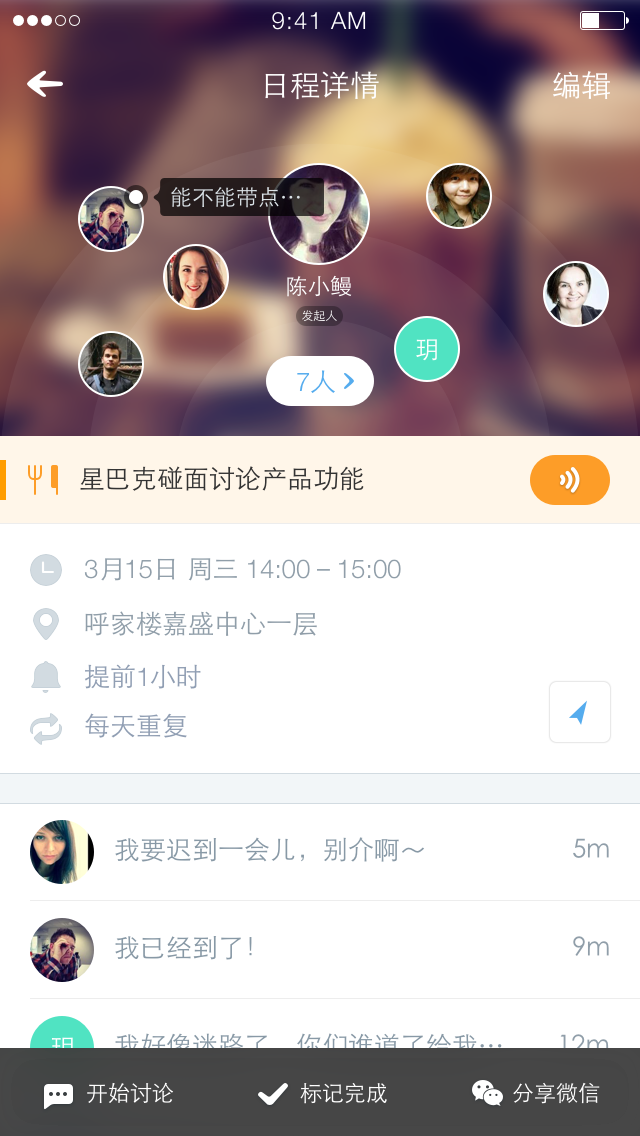 9:41 AM
日程详情
编辑
能不能带点…
陈小鳗
发起人
玥
7人
星巴克碰面讨论产品功能
3月15日 周三 14:00 – 15:00
呼家楼嘉盛中心一层
提前1小时
每天重复
我要迟到一会儿，别介啊～
5m
我已经到了！
9m
玥
我好像迷路了，你们谁道了给我…
12m
开始讨论
标记完成
分享微信